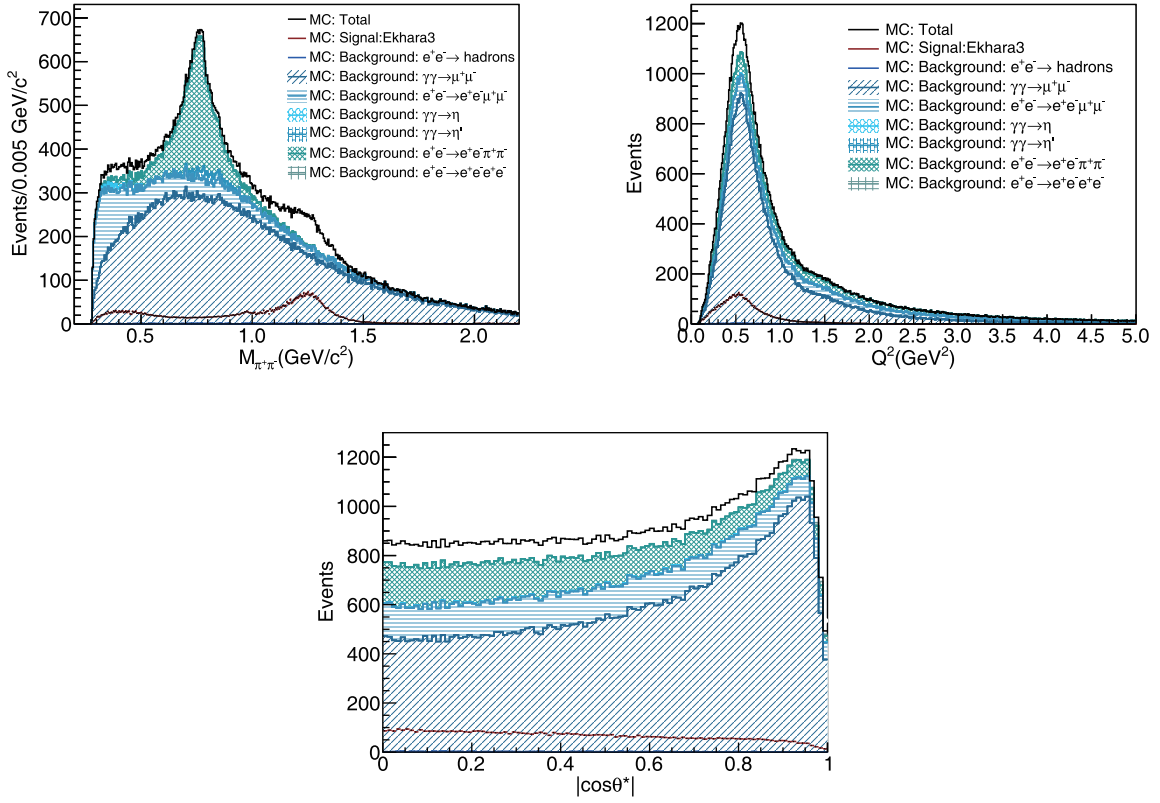 700
600
500
400
300
200
100
0
Events/0.005 GeV/c²
0.5
1.0
1.5
2.0
M_π⁺π⁻(GeV/c²)
MC: Total
MC: Signal:Ekhara3
MC: Background: e⁺e⁻→ hadrons
MC: Background: γγ→μ⁺μ⁻
MC: Background: e⁺e⁻→e⁺e⁻μ⁺μ⁻
MC: Background: γγ→η
MC: Background: γγ→η'
MC: Background: e⁺e⁻→e⁺e⁻π⁺π⁻
MC: Background: e⁺e⁻→e⁺e⁻e⁺e⁻
1200
1000
800
600
400
200
0
Events
0.0
0.5
1.0
1.5
2.0
2.5
3.0
3.5
4.0
4.5
5.0
Q²(GeV²)
MC: Total
MC: Signal:Ekhara3
MC: Background: e⁺e⁻→ hadrons
MC: Background: γγ→μ⁺μ⁻
MC: Background: e⁺e⁻→e⁺e⁻μ⁺μ⁻
MC: Background: γγ→η
MC: Background: γγ→η'
MC: Background: e⁺e⁻→e⁺e⁻π⁺π⁻
MC: Background: e⁺e⁻→e⁺e⁻e⁺e⁻
1200
1000
800
600
400
200
0
Events
0
0.2
0.4
0.6
0.8
1
|cosθ*|